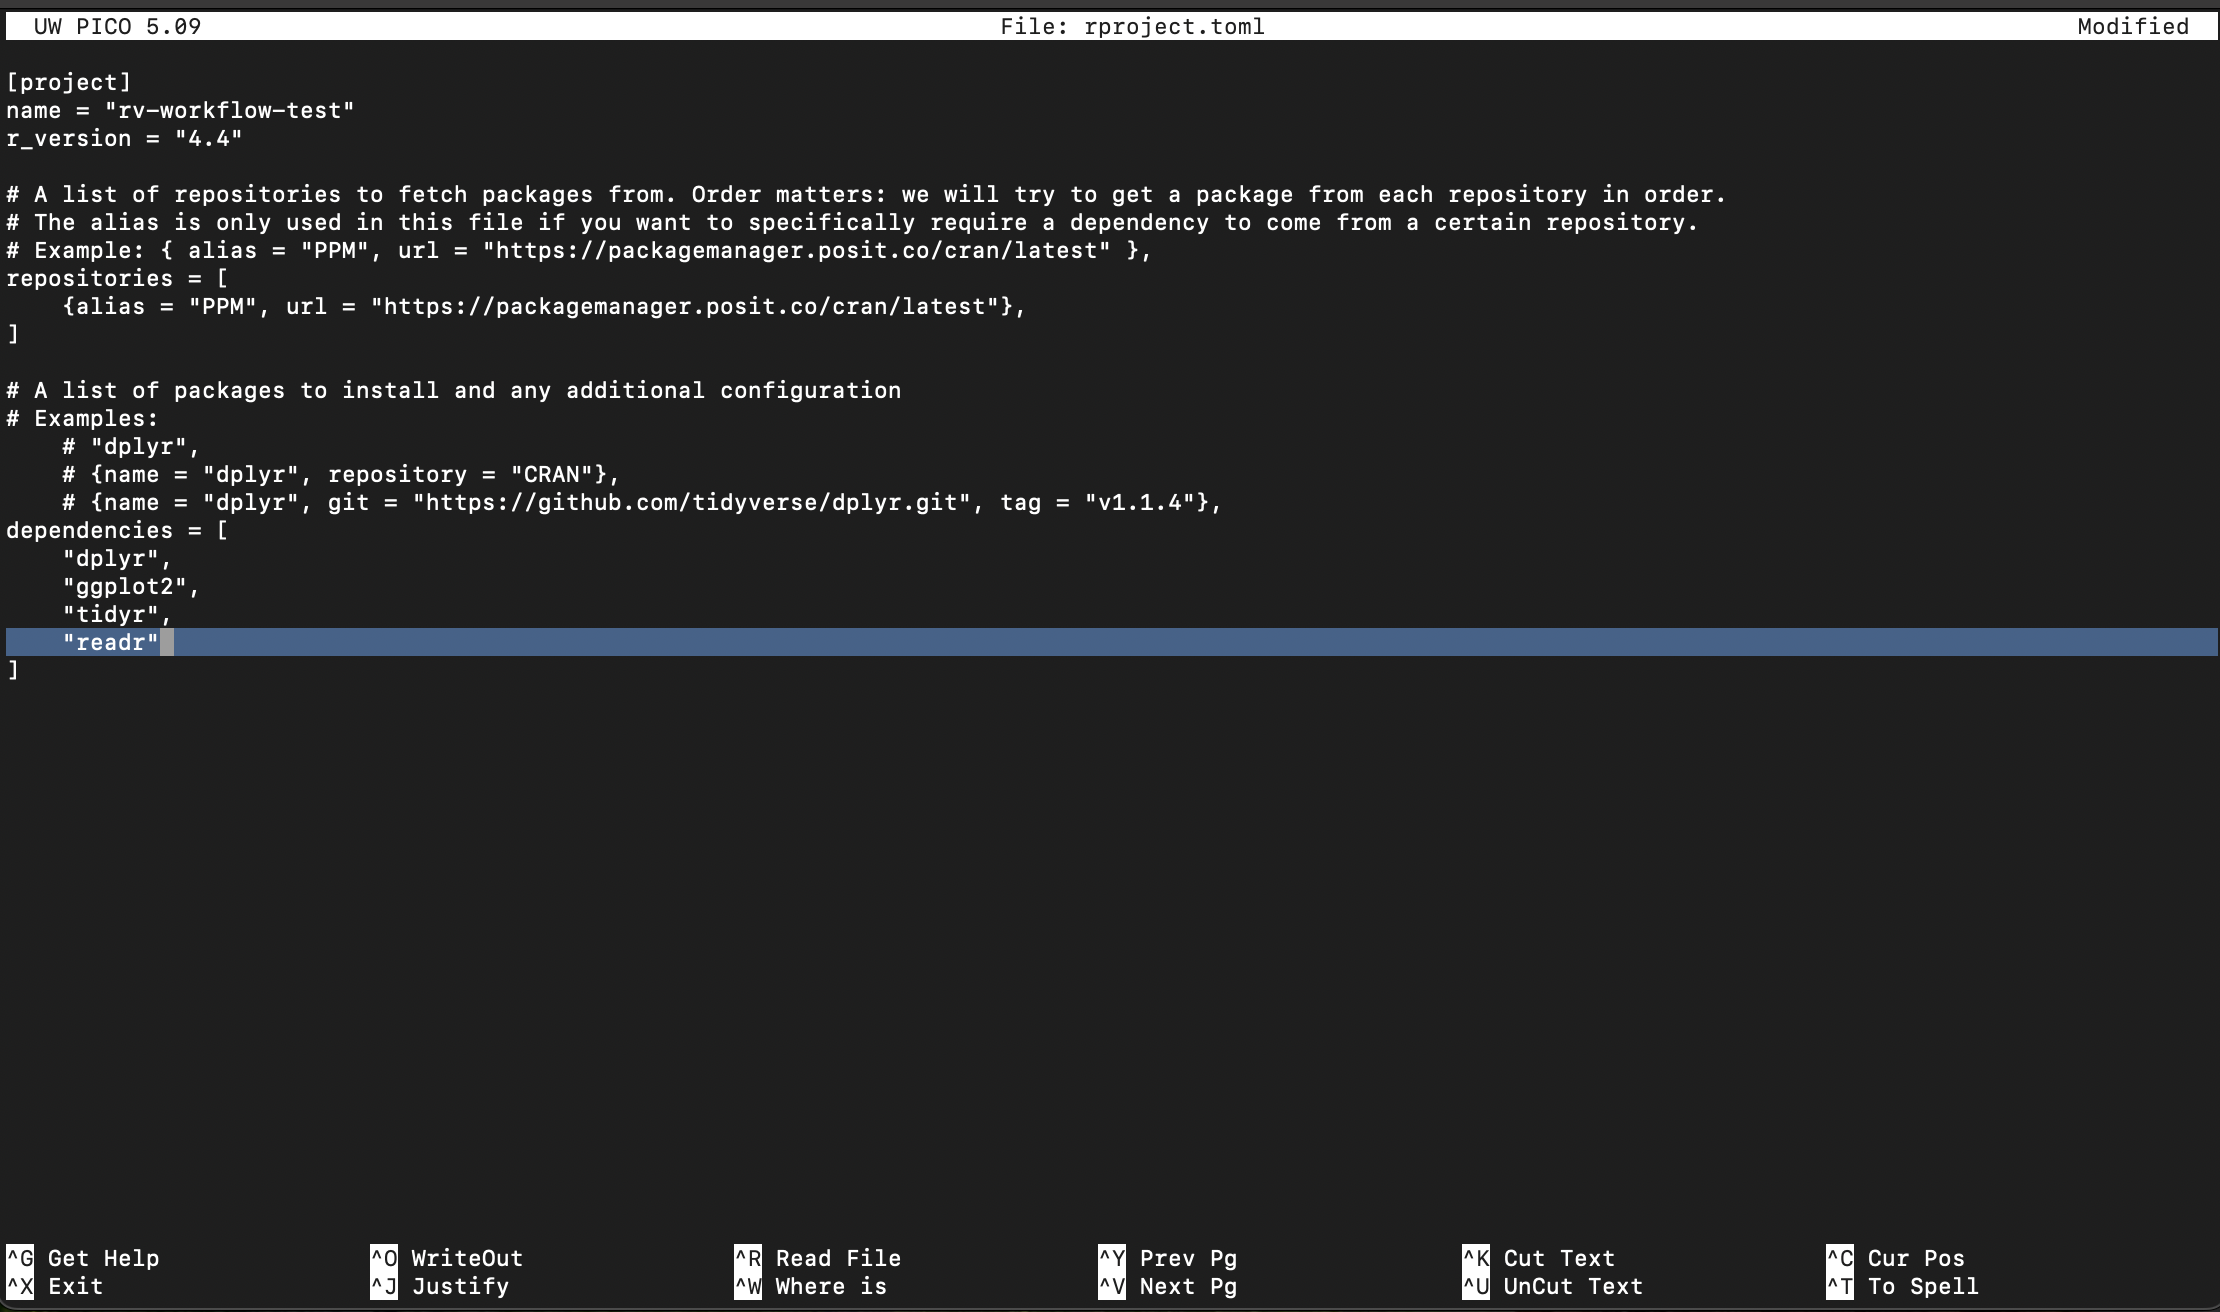 UW PICO 5.09 File: rproject.toml Modified
[project]
name = "rv-workflow-test"
r_version = "4.4"
# A list of repositories to fetch packages from. Order matters: we will try to get a package from each repository in order.
# The alias is only used in this file if you want to specifically require a dependency to come from a certain repository.
# Example: { alias = "PPM", url = "https://packagemanager.posit.co/cran/latest" },
repositories = [
    {alias = "PPM", url = "https://packagemanager.posit.co/cran/latest"},
]
# A list of packages to install and any additional configuration
# Examples:
    # "dplyr",
    # {name = "dplyr", repository = "CRAN"},
    # {name = "dplyr", git = "https://github.com/tidyverse/dplyr.git", tag = "v1.1.4"},
dependencies = [
    "dplyr",
    "ggplot2",
    "tidyr",
    "readr"
]
^G Get Help ^O WriteOut ^R Read File ^Y Prev Pg ^K Cut Text ^C Cur Pos
^X Exit ^J Justify ^W Where is ^V Next Pg ^U UnCut Text ^T To Spell